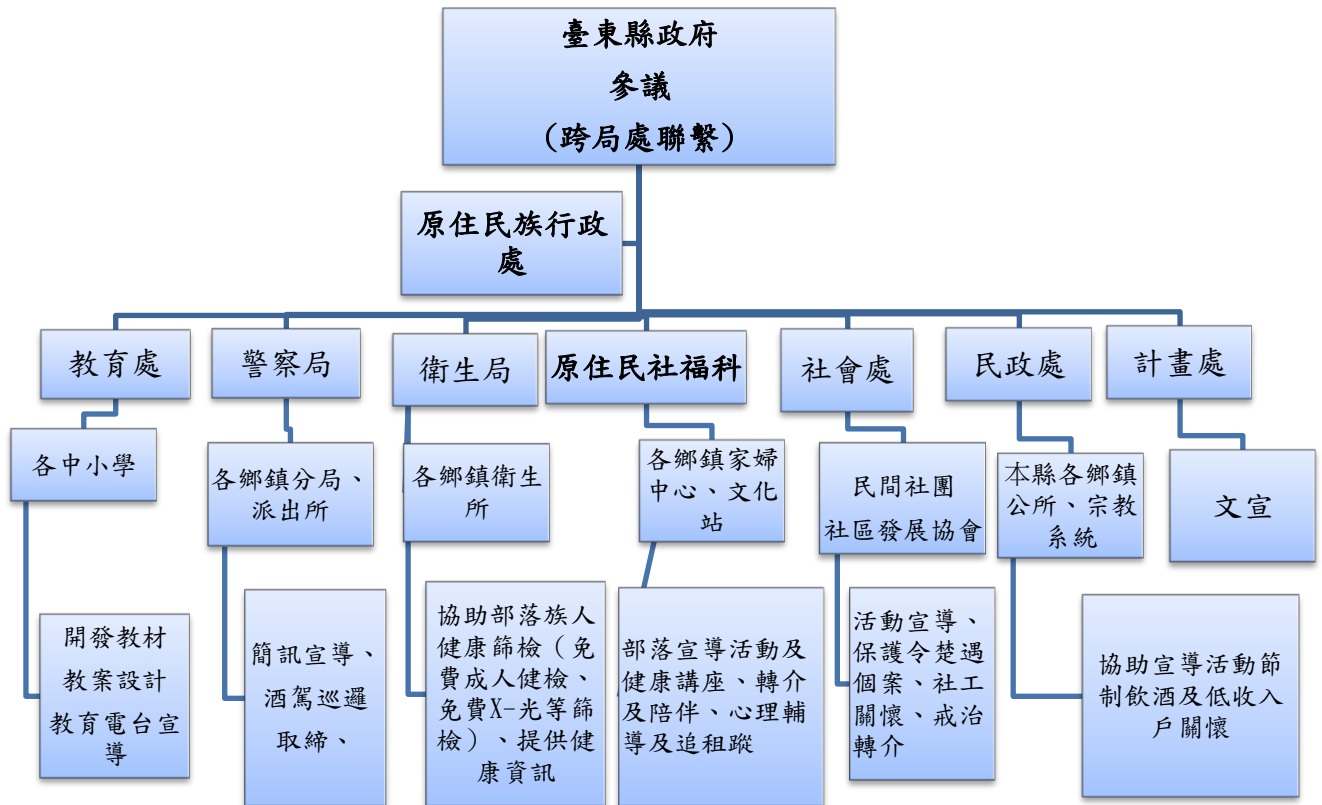 臺東縣政府
參議
(跨局處聯繫)
原住民族行政
處
教育處
警察局
衛生局
原住民社福科
社會處
民政處
計畫處
各中小學
各鄉鎮分局、
派出所
各鄉鎮衛生
所
各鄉鎮家婦
中心、文化
站
民間社團
社區發展協會
本縣各鄉鎮
公所、宗教
系統
文宣
開發教材
教案設計
教育電台宣
導
簡訊宣導、
酒駕巡邏
取締、
協助部落族人
健康篩檢（免
費成人健檢、
免費X-光等篩
檢）、提供健
康資訊
部落宣導活動及
健康講座、轉介
及陪伴、心理輔
導及追租蹤
活動宣導、
保護令楚遇
個案、社工
關懷、戒治
轉介
協助宣導活動節
制飲酒及低收入
戶關懷